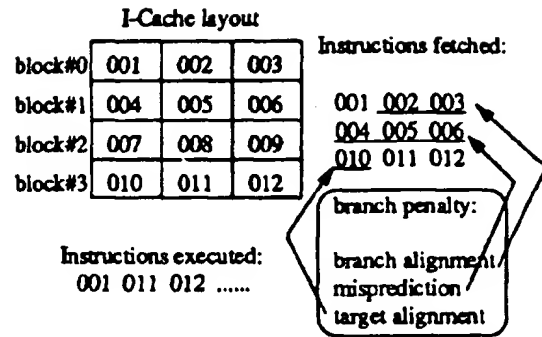 I-Cache layout
block#0 001 002 003
block#1 004 005 006
block#2 007 008 009
block#3 010 011 012
Instructions fetched:
001 002 003
004 005 006
010 011 012
branch penalty:
branch alignment
misprediction
target alignment
Instructions executed:
001 011 012 ......